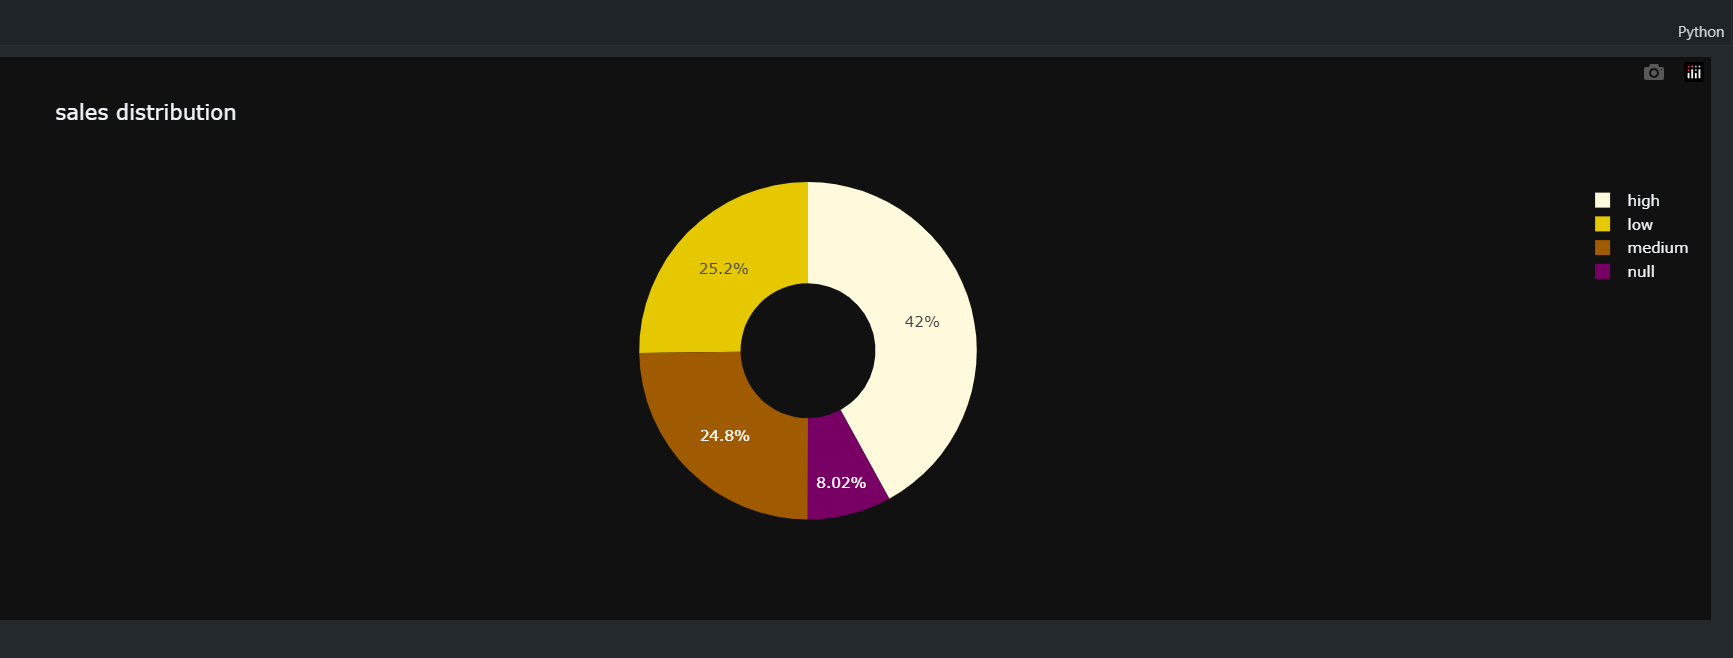 Python
sales distribution
high
low
medium
null
25.2%
42%
24.8%
8.02%